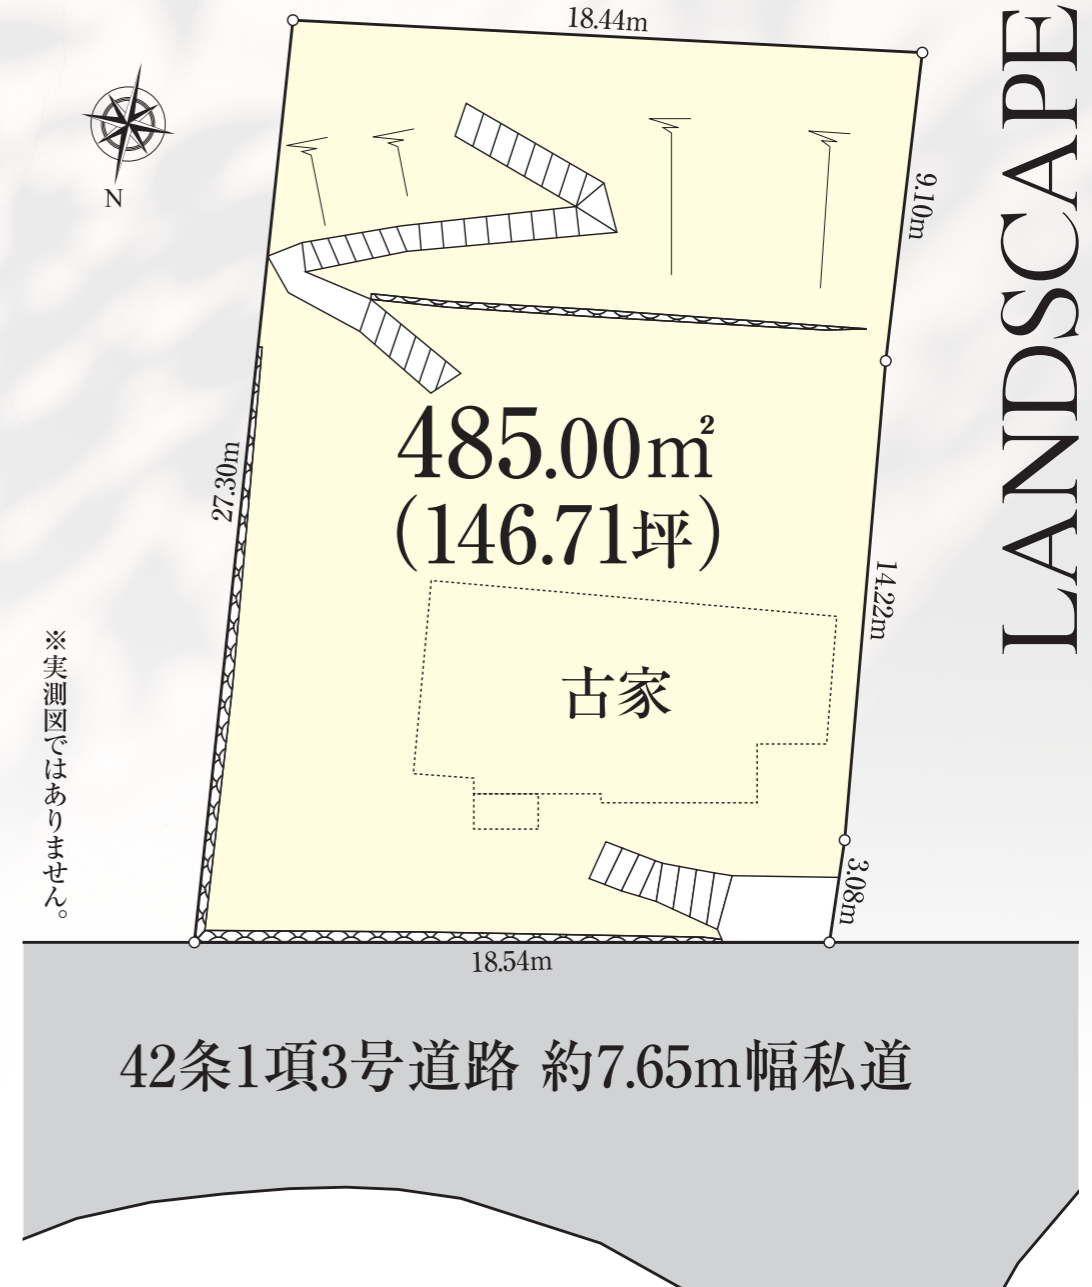 18.44m
LANDSCAPE
N
9.10m
27.30m
485.00㎡
（146.71坪）
14.22m
古家
※実測図ではありません。
3.08m
18.54m
42条1項3号道路 約7.65m幅私道